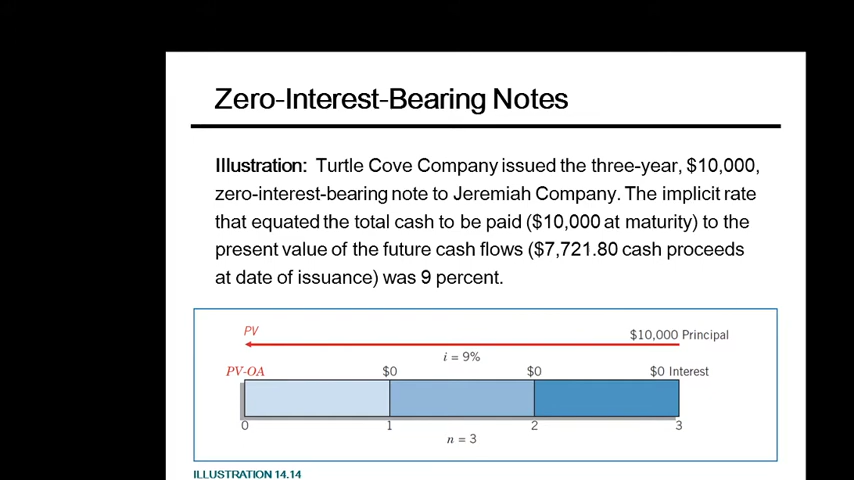 Zero-Interest-Bearing Notes
Illustration: Turtle Cove Company issued the three-year, $10,000,
zero-interest-bearing note to Jeremiah Company. The implicit rate
that equated the total cash to be paid ($10,000 at maturity) to the
present value of the future cash flows ($7,721.80 cash proceeds
at date of issuance) was 9 percent.
PV
$10,000 Principal
i = 9%
PV-OA $0 $0 $0 Interest
0 1 2 3
n = 3
ILLUSTRATION 14.14